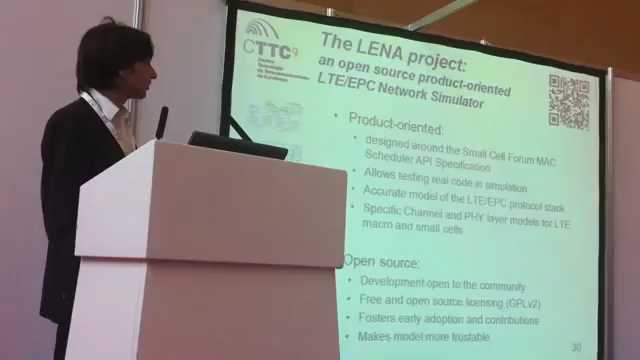 CTTC
Centre
Tecnològic
de Telecomunicacions
de Catalunya
The LENA project:
an open source product-oriented
LTE/EPC Network Simulator
• Product-oriented:
• designed around the Small Cell Forum MAC
Scheduler API Specification
• Allows testing real code in simulation
• Accurate model of the LTE/EPC protocol stack
• Specific Channel and PHY layer models for LTE
macro and small cells
Open source:
• Development open to the community
• Free and open source licensing (GPLv2)
• Fosters early adoption and contributions
• Makes model more trustable
30